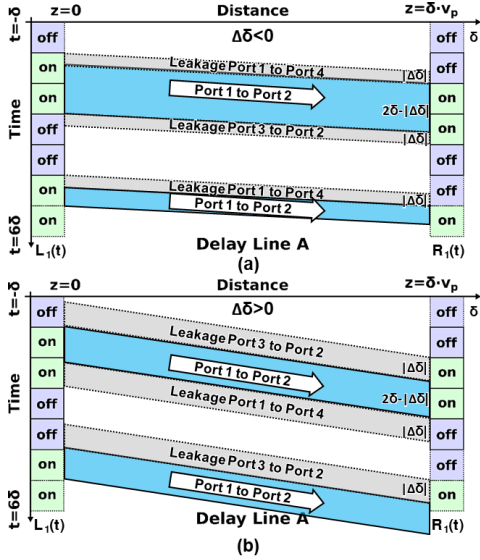 z=0 Distance z=δ·vₚ
t=-δ
δ
Δδ<0
off off
on off
on on
off on
off off
on off
on on
Leakage Port 1 to Port 4 |Δδ|
Port 1 to Port 2
2δ-|Δδ|
Leakage Port 3 to Port 2 |Δδ|
Leakage Port 1 to Port 4 |Δδ|
Port 1 to Port 2
Time
t=6δ
L₁(t) Delay Line A R₁(t)
(a)
z=0 Distance z=δ·vₚ
t=-δ
δ
Δδ>0
off off
on off
on on
off on
off off
on off
on on
Leakage Port 3 to Port 2 |Δδ|
Port 1 to Port 2
2δ-|Δδ|
Leakage Port 1 to Port 4 |Δδ|
Leakage Port 3 to Port 2 |Δδ|
Port 1 to Port 2
Time
t=6δ
L₁(t) Delay Line A R₁(t)
(b)